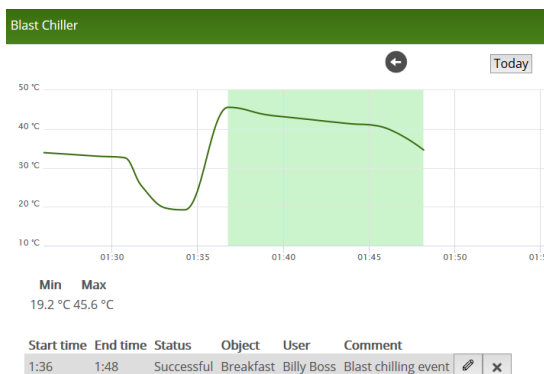 Blast Chiller
Today
50 °C
40 °C
30 °C
20 °C
10 °C
01:30 01:35 01:40 01:45 01:50
Min Max
19.2 °C 45.6 °C
Start time End time Status Object User Comment
1:36 1:48 Successful Breakfast Billy Boss Blast chilling event